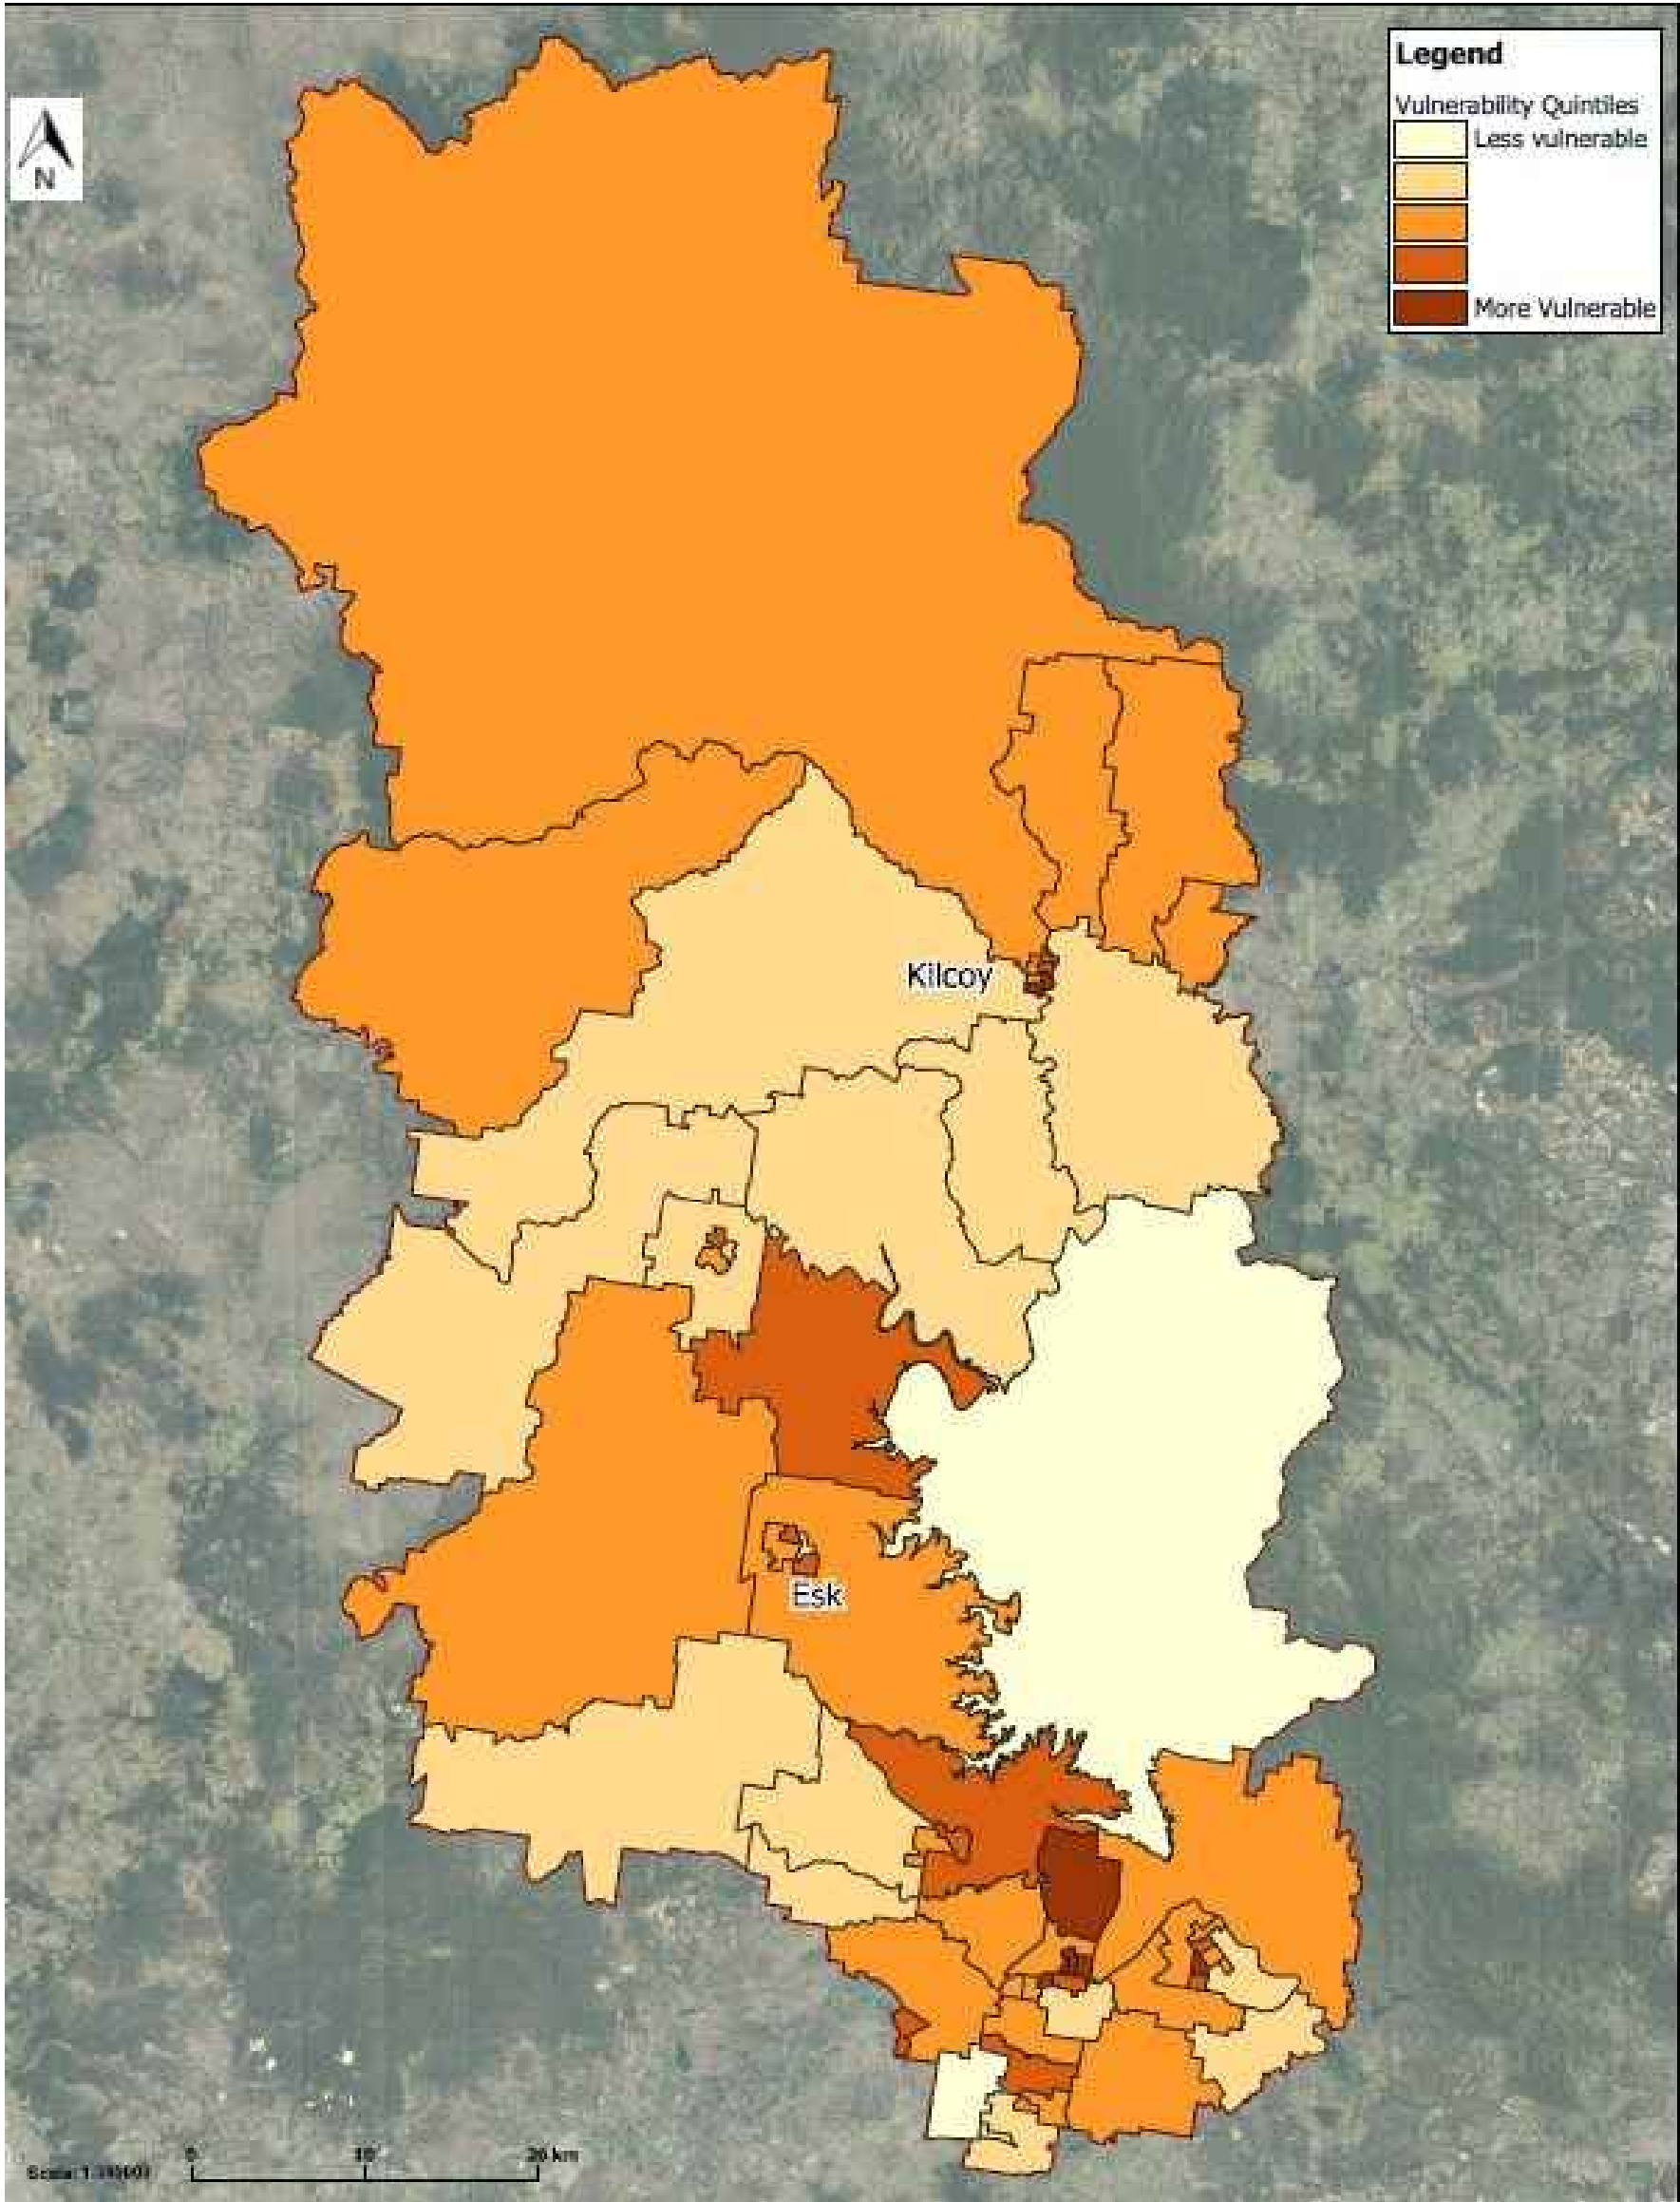 Legend
Vulnerability Quintiles
Less vulnerable
More Vulnerable
N
Kilcoy
Esk
0 10 20 km